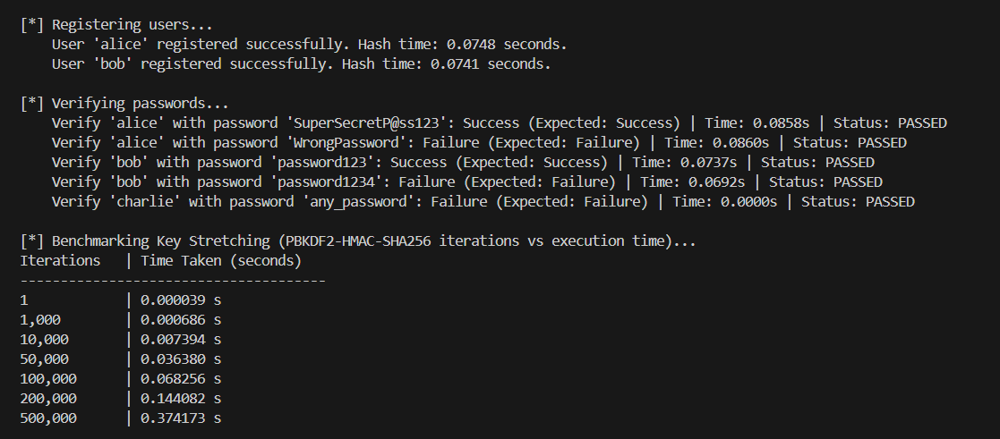 [*] Registering users...
User 'alice' registered successfully. Hash time: 0.0748 seconds.
User 'bob' registered successfully. Hash time: 0.0741 seconds.
[*] Verifying passwords...
Verify 'alice' with password 'SuperSecretP@ss123': Success (Expected: Success) | Time: 0.0858s | Status: PASSED
Verify 'alice' with password 'WrongPassword': Failure (Expected: Failure) | Time: 0.0860s | Status: PASSED
Verify 'bob' with password 'password123': Success (Expected: Success) | Time: 0.0737s | Status: PASSED
Verify 'bob' with password 'password1234': Failure (Expected: Failure) | Time: 0.0692s | Status: PASSED
Verify 'charlie' with password 'any_password': Failure (Expected: Failure) | Time: 0.0000s | Status: PASSED
[*] Benchmarking Key Stretching (PBKDF2-HMAC-SHA256 iterations vs execution time)...
Iterations   | Time Taken (seconds)
--------------------------------------
1            | 0.000039 s
1,000        | 0.000686 s
10,000       | 0.007394 s
50,000       | 0.036380 s
100,000      | 0.068256 s
200,000      | 0.144082 s
500,000      | 0.374173 s